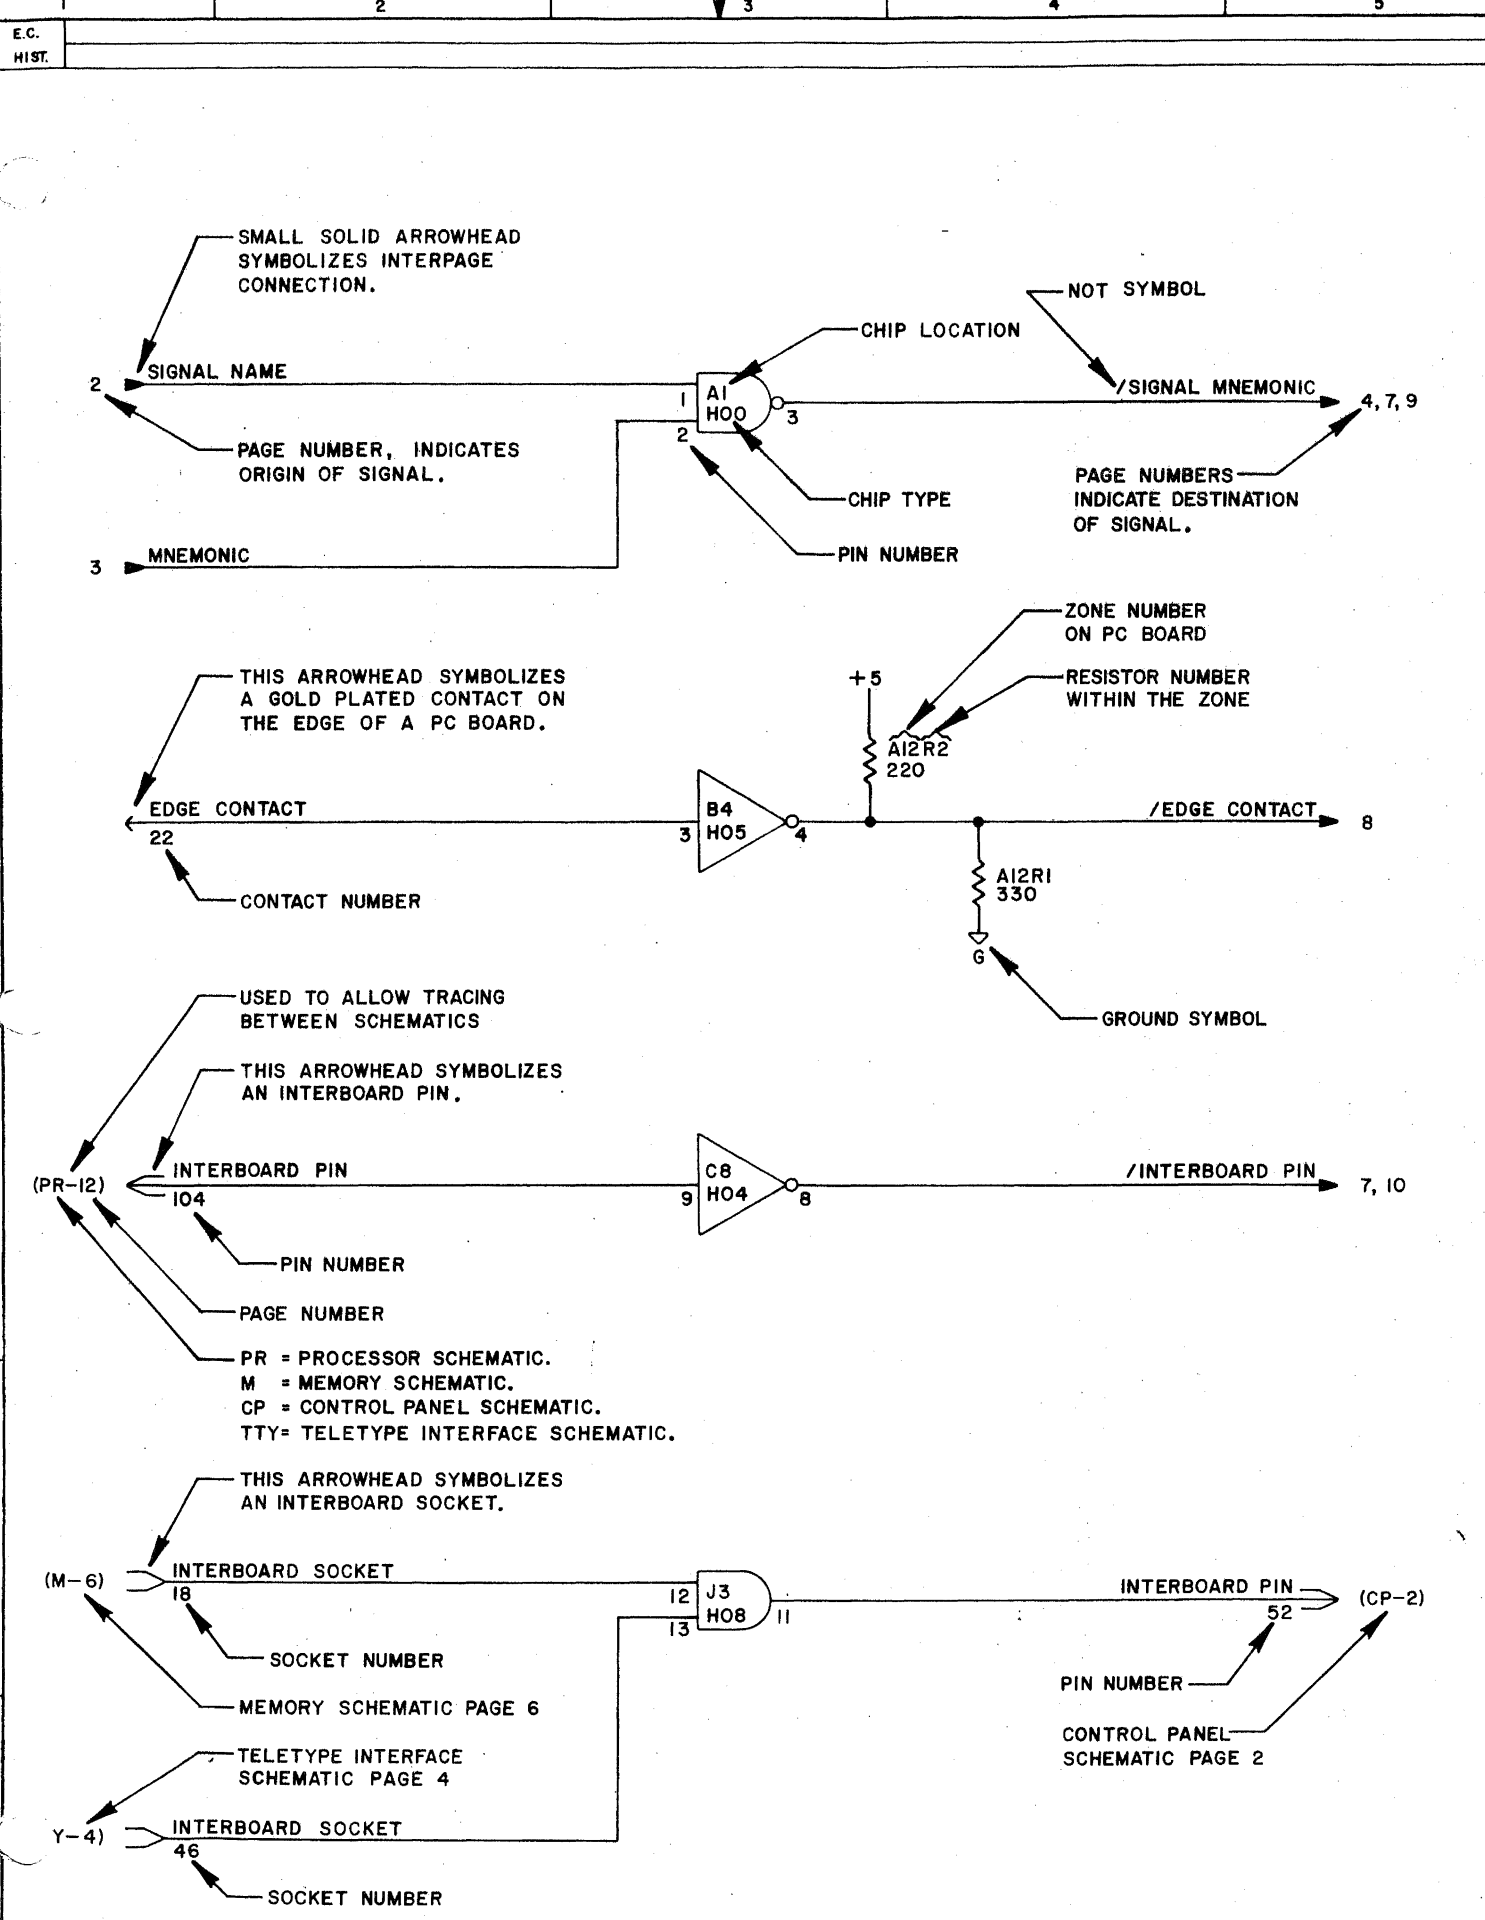 1 2 3 4 5
E.C.
HIST.
SMALL SOLID ARROWHEAD
SYMBOLIZES INTERPAGE
CONNECTION.
NOT SYMBOL
CHIP LOCATION
2 SIGNAL NAME
A1
H00
1
2
3
/SIGNAL MNEMONIC
4, 7, 9
PAGE NUMBER, INDICATES
ORIGIN OF SIGNAL.
CHIP TYPE
PAGE NUMBERS
INDICATE DESTINATION
OF SIGNAL.
3 MNEMONIC
PIN NUMBER
ZONE NUMBER
ON PC BOARD
THIS ARROWHEAD SYMBOLIZES
A GOLD PLATED CONTACT ON
THE EDGE OF A PC BOARD.
+5
RESISTOR NUMBER
WITHIN THE ZONE
A12R2
220
EDGE CONTACT
22
B4
3 H05 4
/EDGE CONTACT
8
CONTACT NUMBER
A12R1
330
G
USED TO ALLOW TRACING
BETWEEN SCHEMATICS
GROUND SYMBOL
THIS ARROWHEAD SYMBOLIZES
AN INTERBOARD PIN.
(PR-12)
INTERBOARD PIN
104
C8
9 H04 8
/INTERBOARD PIN
7, 10
PIN NUMBER
PAGE NUMBER
PR = PROCESSOR SCHEMATIC.
M = MEMORY SCHEMATIC.
CP = CONTROL PANEL SCHEMATIC.
TTY= TELETYPE INTERFACE SCHEMATIC.
THIS ARROWHEAD SYMBOLIZES
AN INTERBOARD SOCKET.
(M-6)
INTERBOARD SOCKET
18
12 J3
H08 11
13
INTERBOARD PIN
52
(CP-2)
SOCKET NUMBER
PIN NUMBER
MEMORY SCHEMATIC PAGE 6
CONTROL PANEL
SCHEMATIC PAGE 2
TELETYPE INTERFACE
SCHEMATIC PAGE 4
Y-4)
INTERBOARD SOCKET
46
SOCKET NUMBER